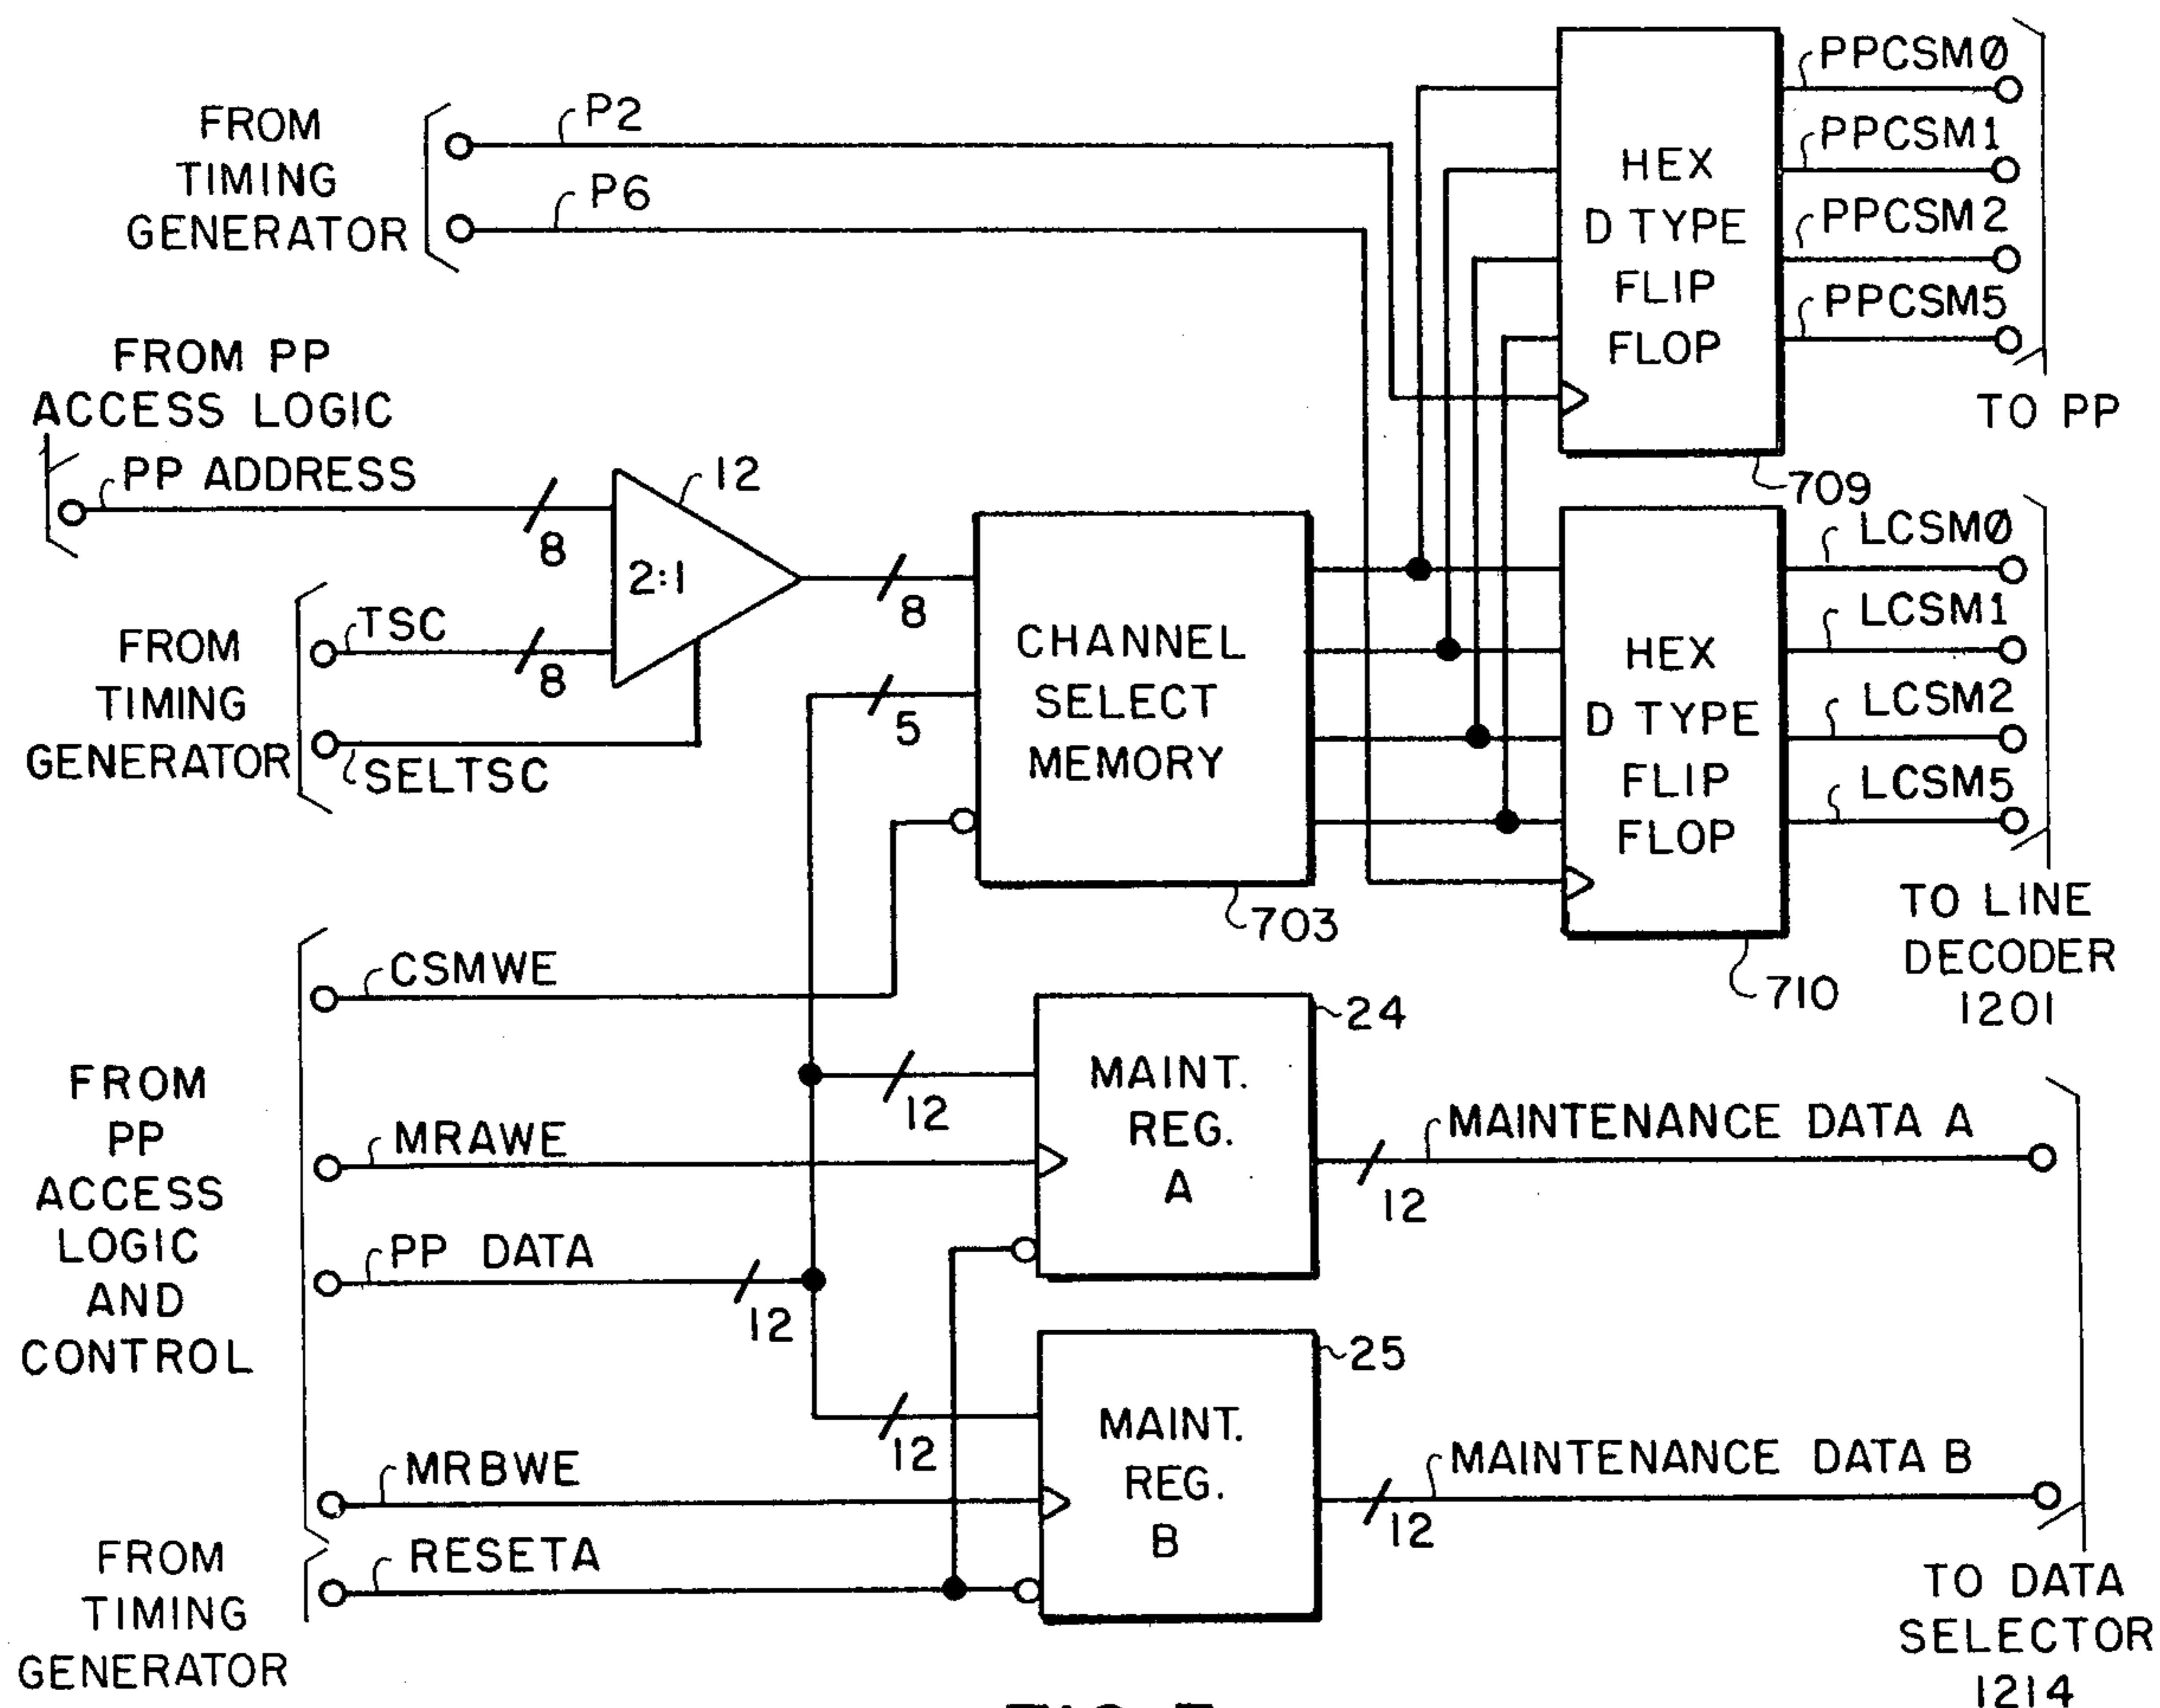 FROM
TIMING
GENERATOR
P2
P6
HEX
D TYPE
FLIP
FLOP
709
PPCSM0
PPCSM1
PPCSM2
PPCSM5
TO PP
FROM PP
ACCESS LOGIC
PP ADDRESS
8
12
2:1
8
FROM
TIMING
GENERATOR
TSC
8
SELTSC
5
CHANNEL
SELECT
MEMORY
703
HEX
D TYPE
FLIP
FLOP
710
LCSM0
LCSM1
LCSM2
LCSM5
TO LINE
DECODER
1201
FROM
PP
ACCESS
LOGIC
AND
CONTROL
CSMWE
MRAWE
PP DATA
12
MRBWE
12
MAINT.
REG.
A
24
12
MAINTENANCE DATA A
12
MAINT.
REG.
B
25
12
MAINTENANCE DATA B
FROM
TIMING
GENERATOR
RESETA
TO DATA
SELECTOR
1214